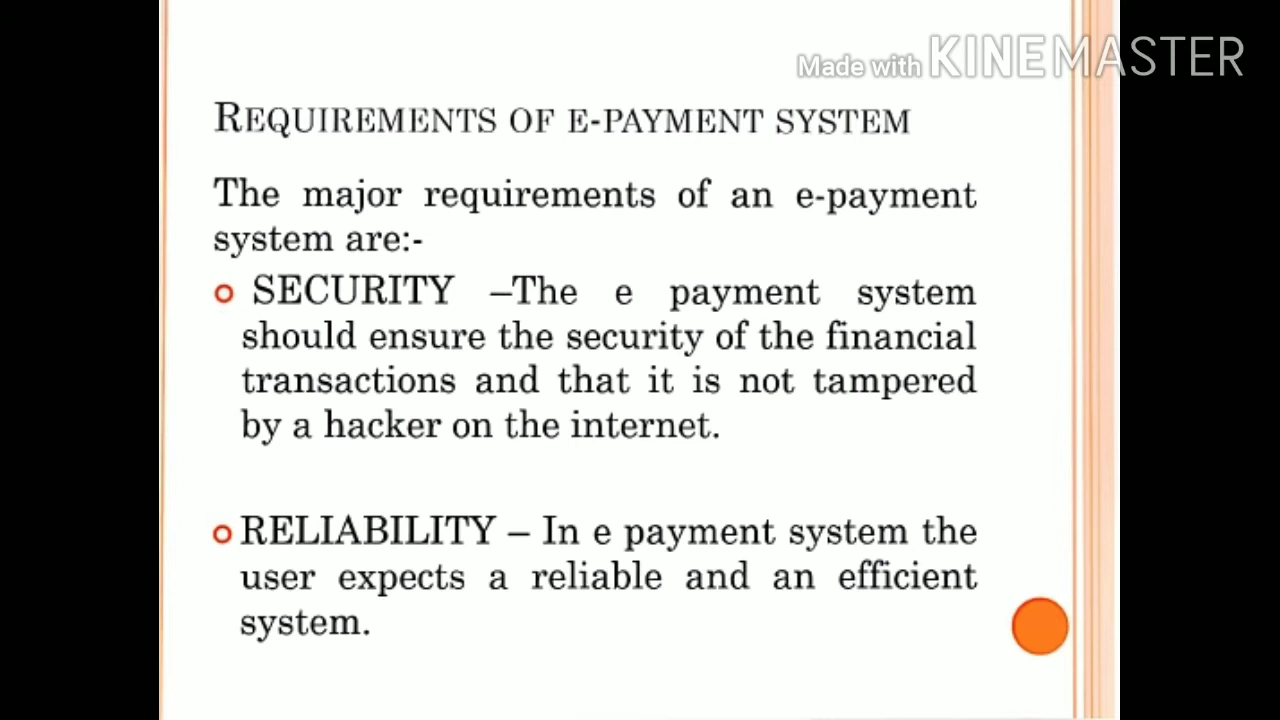 Made with KINEMASTER
REQUIREMENTS OF E-PAYMENT SYSTEM
The major requirements of an e-payment
system are:-
SECURITY –The e payment system
should ensure the security of the financial
transactions and that it is not tampered
by a hacker on the internet.
RELIABILITY – In e payment system the
user expects a reliable and an efficient
system.